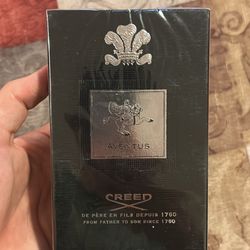 AVENTUS
CREED
DE PÈRE EN FILS DEPUIS 1760
FROM FATHER TO SON SINCE 1760